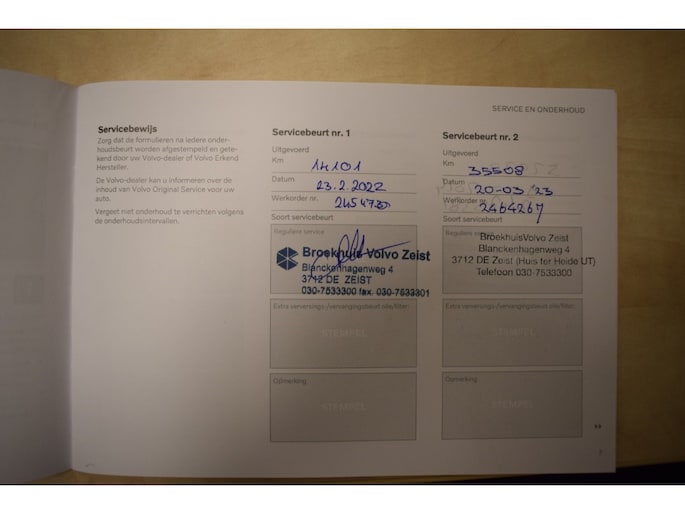 SERVICE EN ONDERHOUD
Servicebewijs
Zorg dat de formulieren na iedere onder-
houdsbeurt worden afgestempeld en gete-
kend door uw Volvo-dealer of Volvo Erkend
Hersteller.
De Volvo-dealer kan u informeren over de
inhoud van Volvo Original Service voor uw
auto.
Vergeet niet onderhoud te verrichten volgens
de onderhoudsintervallen.
Servicebeurt nr. 1
Uitgevoerd
Km 14101
Datum 23.2.2022
Werkorder nr.
Soort servicebeurt
Reguliere service
Broekhuis Volvo Zeist
Blanckenhagenweg 4
3712 DE ZEIST
030-7533300 fax. 030-7533301
Extra verversings-/vervangingsbeurt olie/filter:
STEMPEL
Opmerking
STEMPEL
Servicebeurt nr. 2
Uitgevoerd
Km 35508
Datum 20-03-'23
Werkorder nr. 2464267
Soort servicebeurt
Reguliere service
BroekhuisVolvo Zeist
Blanckenhagenweg 4
3712 DE Zeist (Huis ter Heide UT)
Telefoon 030-7533300
Extra verversings-/vervangingsbeurt olie/filter:
STEMPEL
Opmerking
STEMPEL